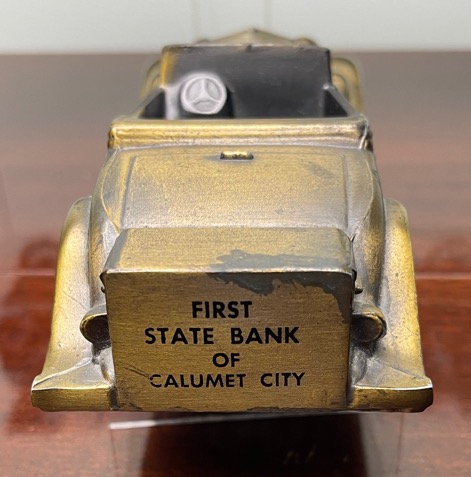 FIRST
STATE BANK
OF
CALUMET CITY